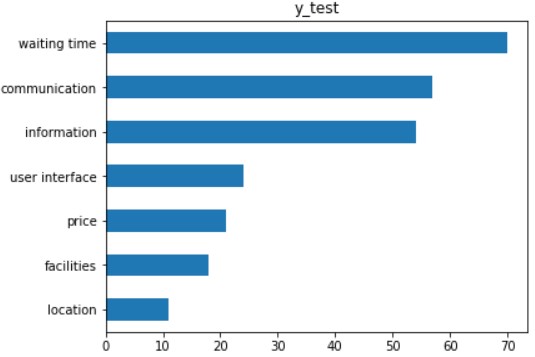 y_test
waiting time
communication
information
user interface
price
facilities
location
0 10 20 30 40 50 60 70